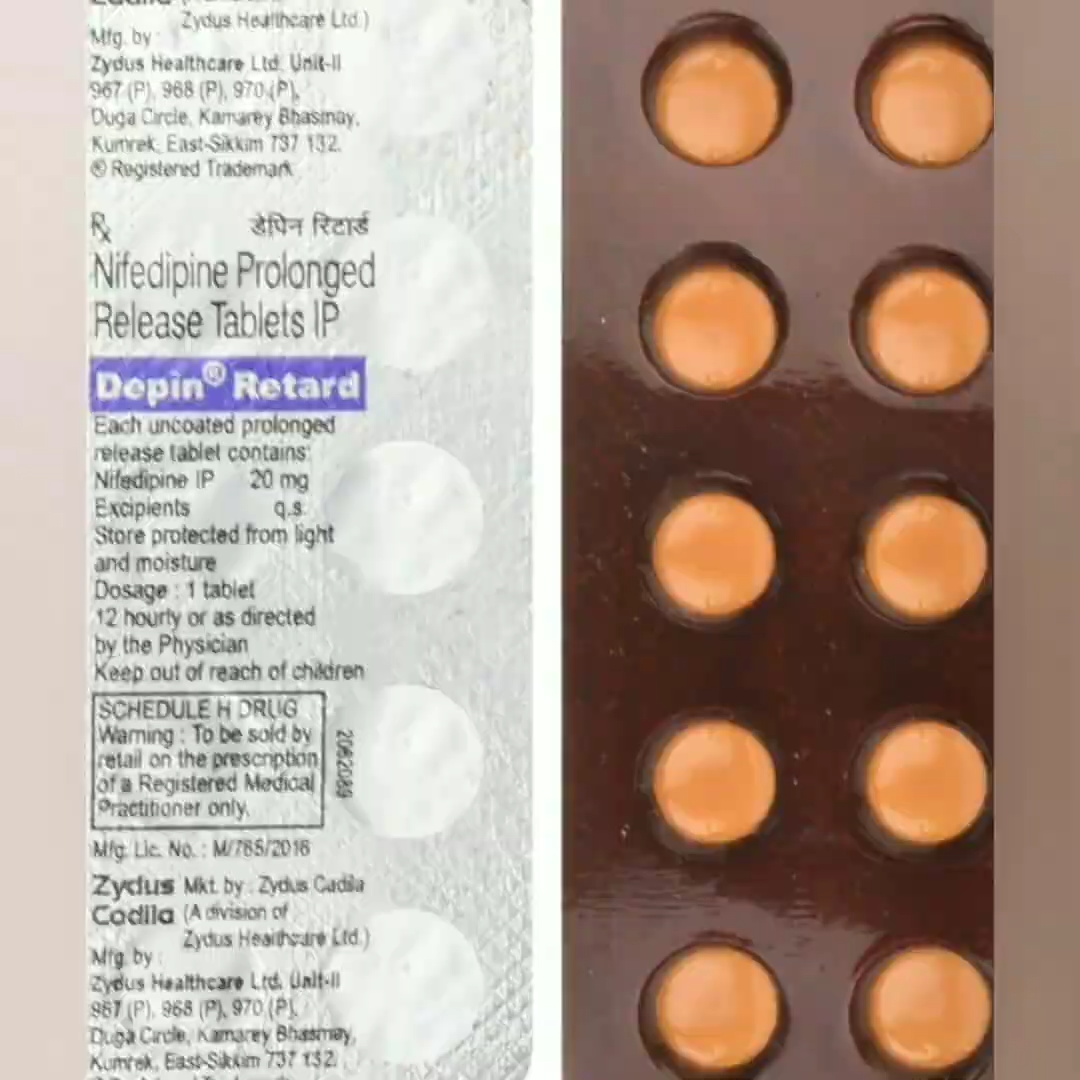 Zydus Healthcare Ltd.)
Mfg. by :
Zydus Healthcare Ltd. Unit-II
967 (P), 968 (P), 970 (P),
Duga Circle, Kamarey Bhasmay,
Kumrek, East-Sikkim 737 132.
® Registered Trademark
Rx डेपिन रिटार्ड
Nifedipine Prolonged
Release Tablets IP
Depin® Retard
Each uncoated prolonged
release tablet contains:
Nifedipine IP 20 mg
Excipients q.s.
Store protected from light
and moisture
Dosage : 1 tablet
12 hourly or as directed
by the Physician
Keep out of reach of children
SCHEDULE H DRUG
Warning : To be sold by
retail on the prescription
of a Registered Medical
Practitioner only.
2062089
Mfg. Lic. No. : M/765/2016
Zydus Mkt. by : Zydus Cadila
Cadila (A division of
Zydus Healthcare Ltd.)
Mfg. by :
Zydus Healthcare Ltd. Unit-II
967 (P), 968 (P), 970 (P),
Duga Circle, Kamarey Bhasmay,
Kumrek, East-Sikkim 737 132.